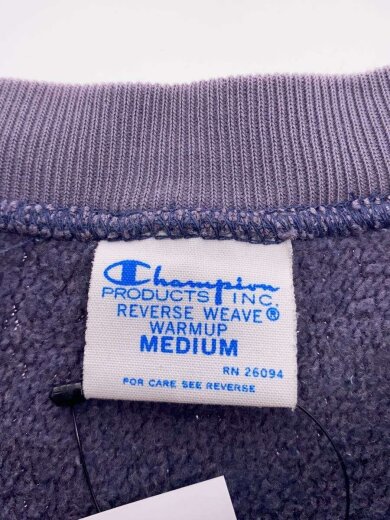 Champion
PRODUCTS INC.
REVERSE WEAVE®
WARMUP
MEDIUM
RN 26094
FOR CARE SEE REVERSE